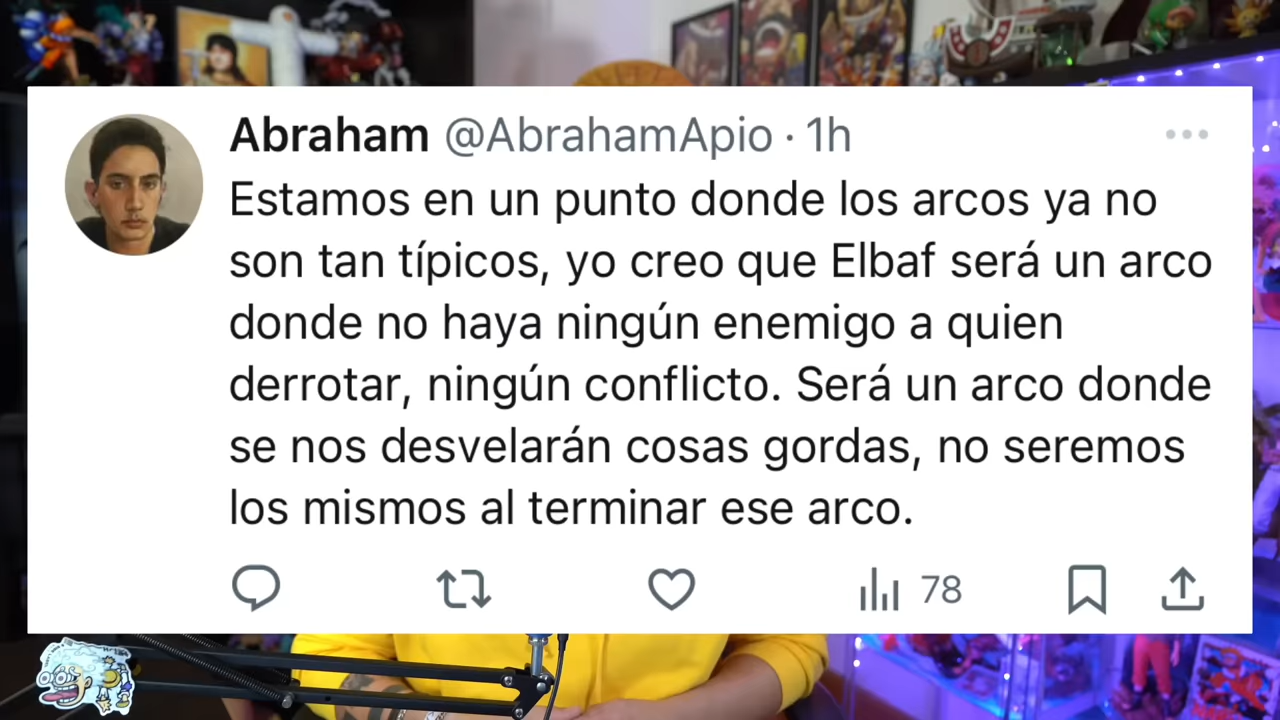 Abraham @AbrahamApio · 1h
Estamos en un punto donde los arcos ya no
son tan típicos, yo creo que Elbaf será un arco
donde no haya ningún enemigo a quien
derrotar, ningún conflicto. Será un arco donde
se nos desvelarán cosas gordas, no seremos
los mismos al terminar ese arco.
78